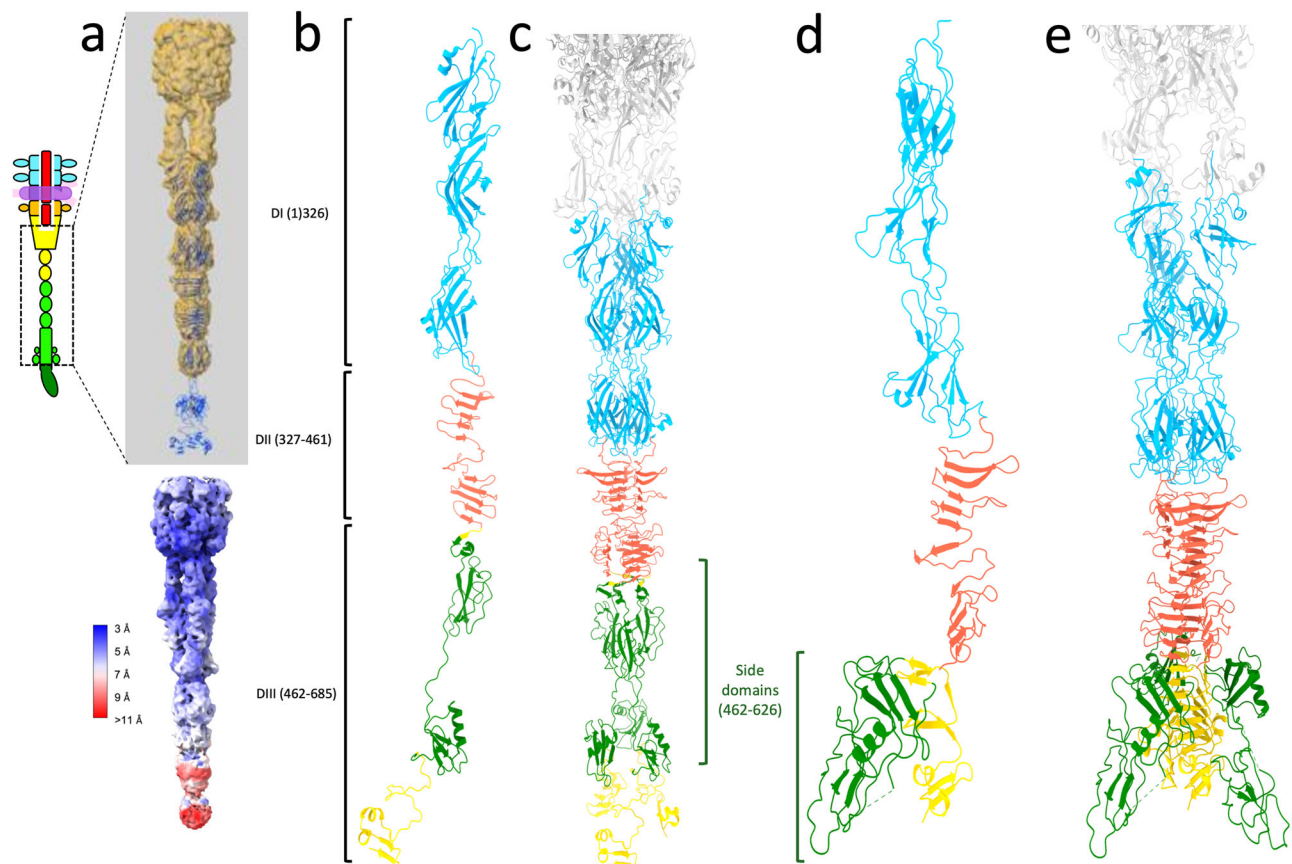 a
b
c
d
e
DI (1)326)
DII (327-461)
3 Å
5 Å
7 Å
9 Å
>11 Å
DIII (462-685)
Side
domains
(462-626)